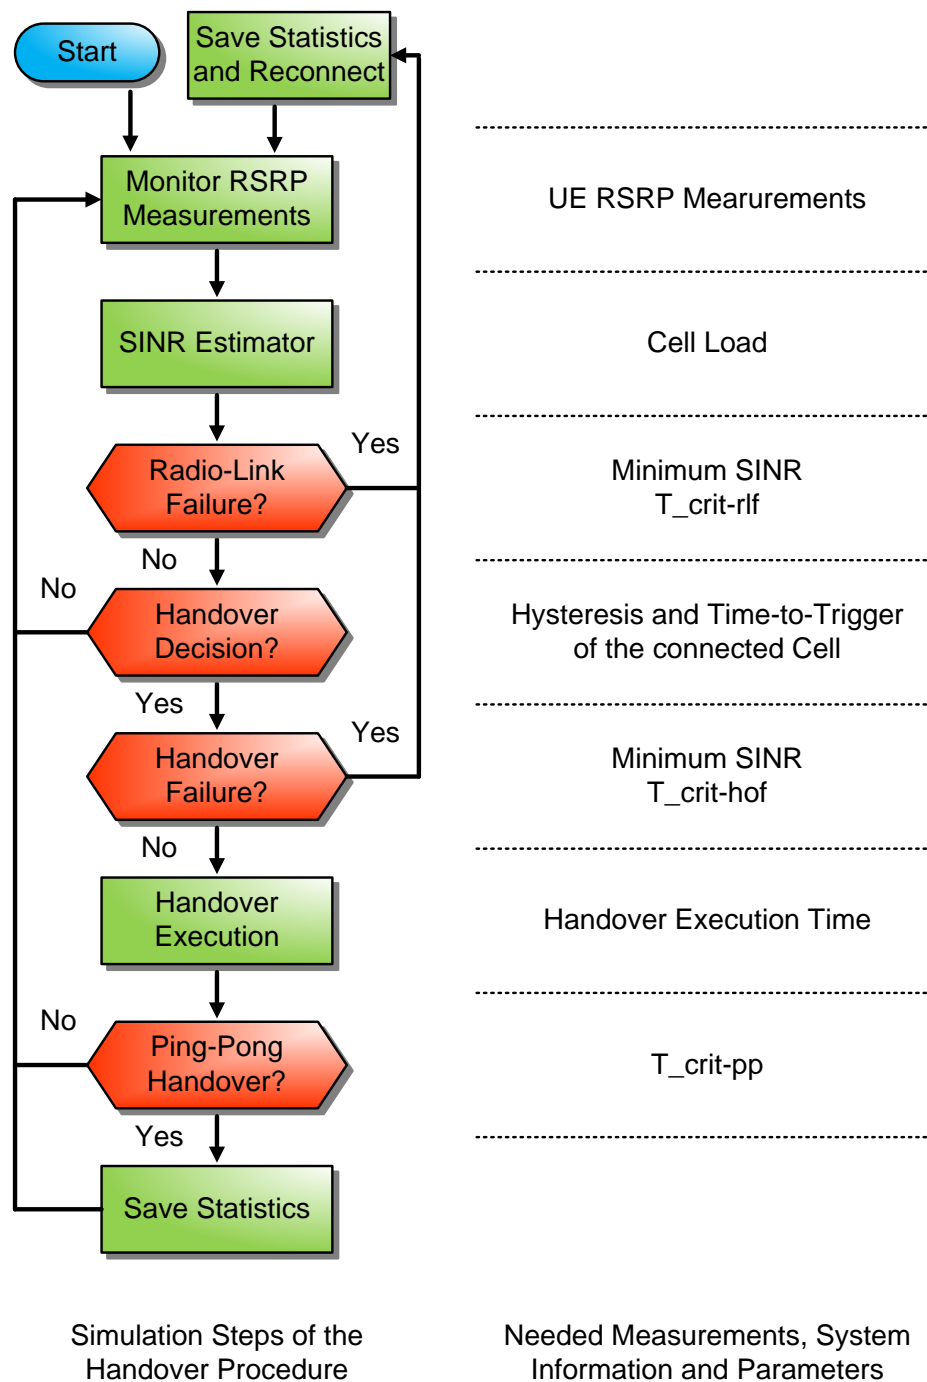 Start
Save Statistics
and Reconnect
Monitor RSRP
Measurements
UE RSRP Mearurements
SINR Estimator
Cell Load
Yes
Radio-Link
Failure?
Minimum SINR
T_crit-rlf
No
No
Handover
Decision?
Hysteresis and Time-to-Trigger
of the connected Cell
Yes
Yes
Handover
Failure?
Minimum SINR
T_crit-hof
No
Handover
Execution
Handover Execution Time
No
Ping-Pong
Handover?
T_crit-pp
Yes
Save Statistics
Simulation Steps of the
Handover Procedure
Needed Measurements, System
Information and Parameters